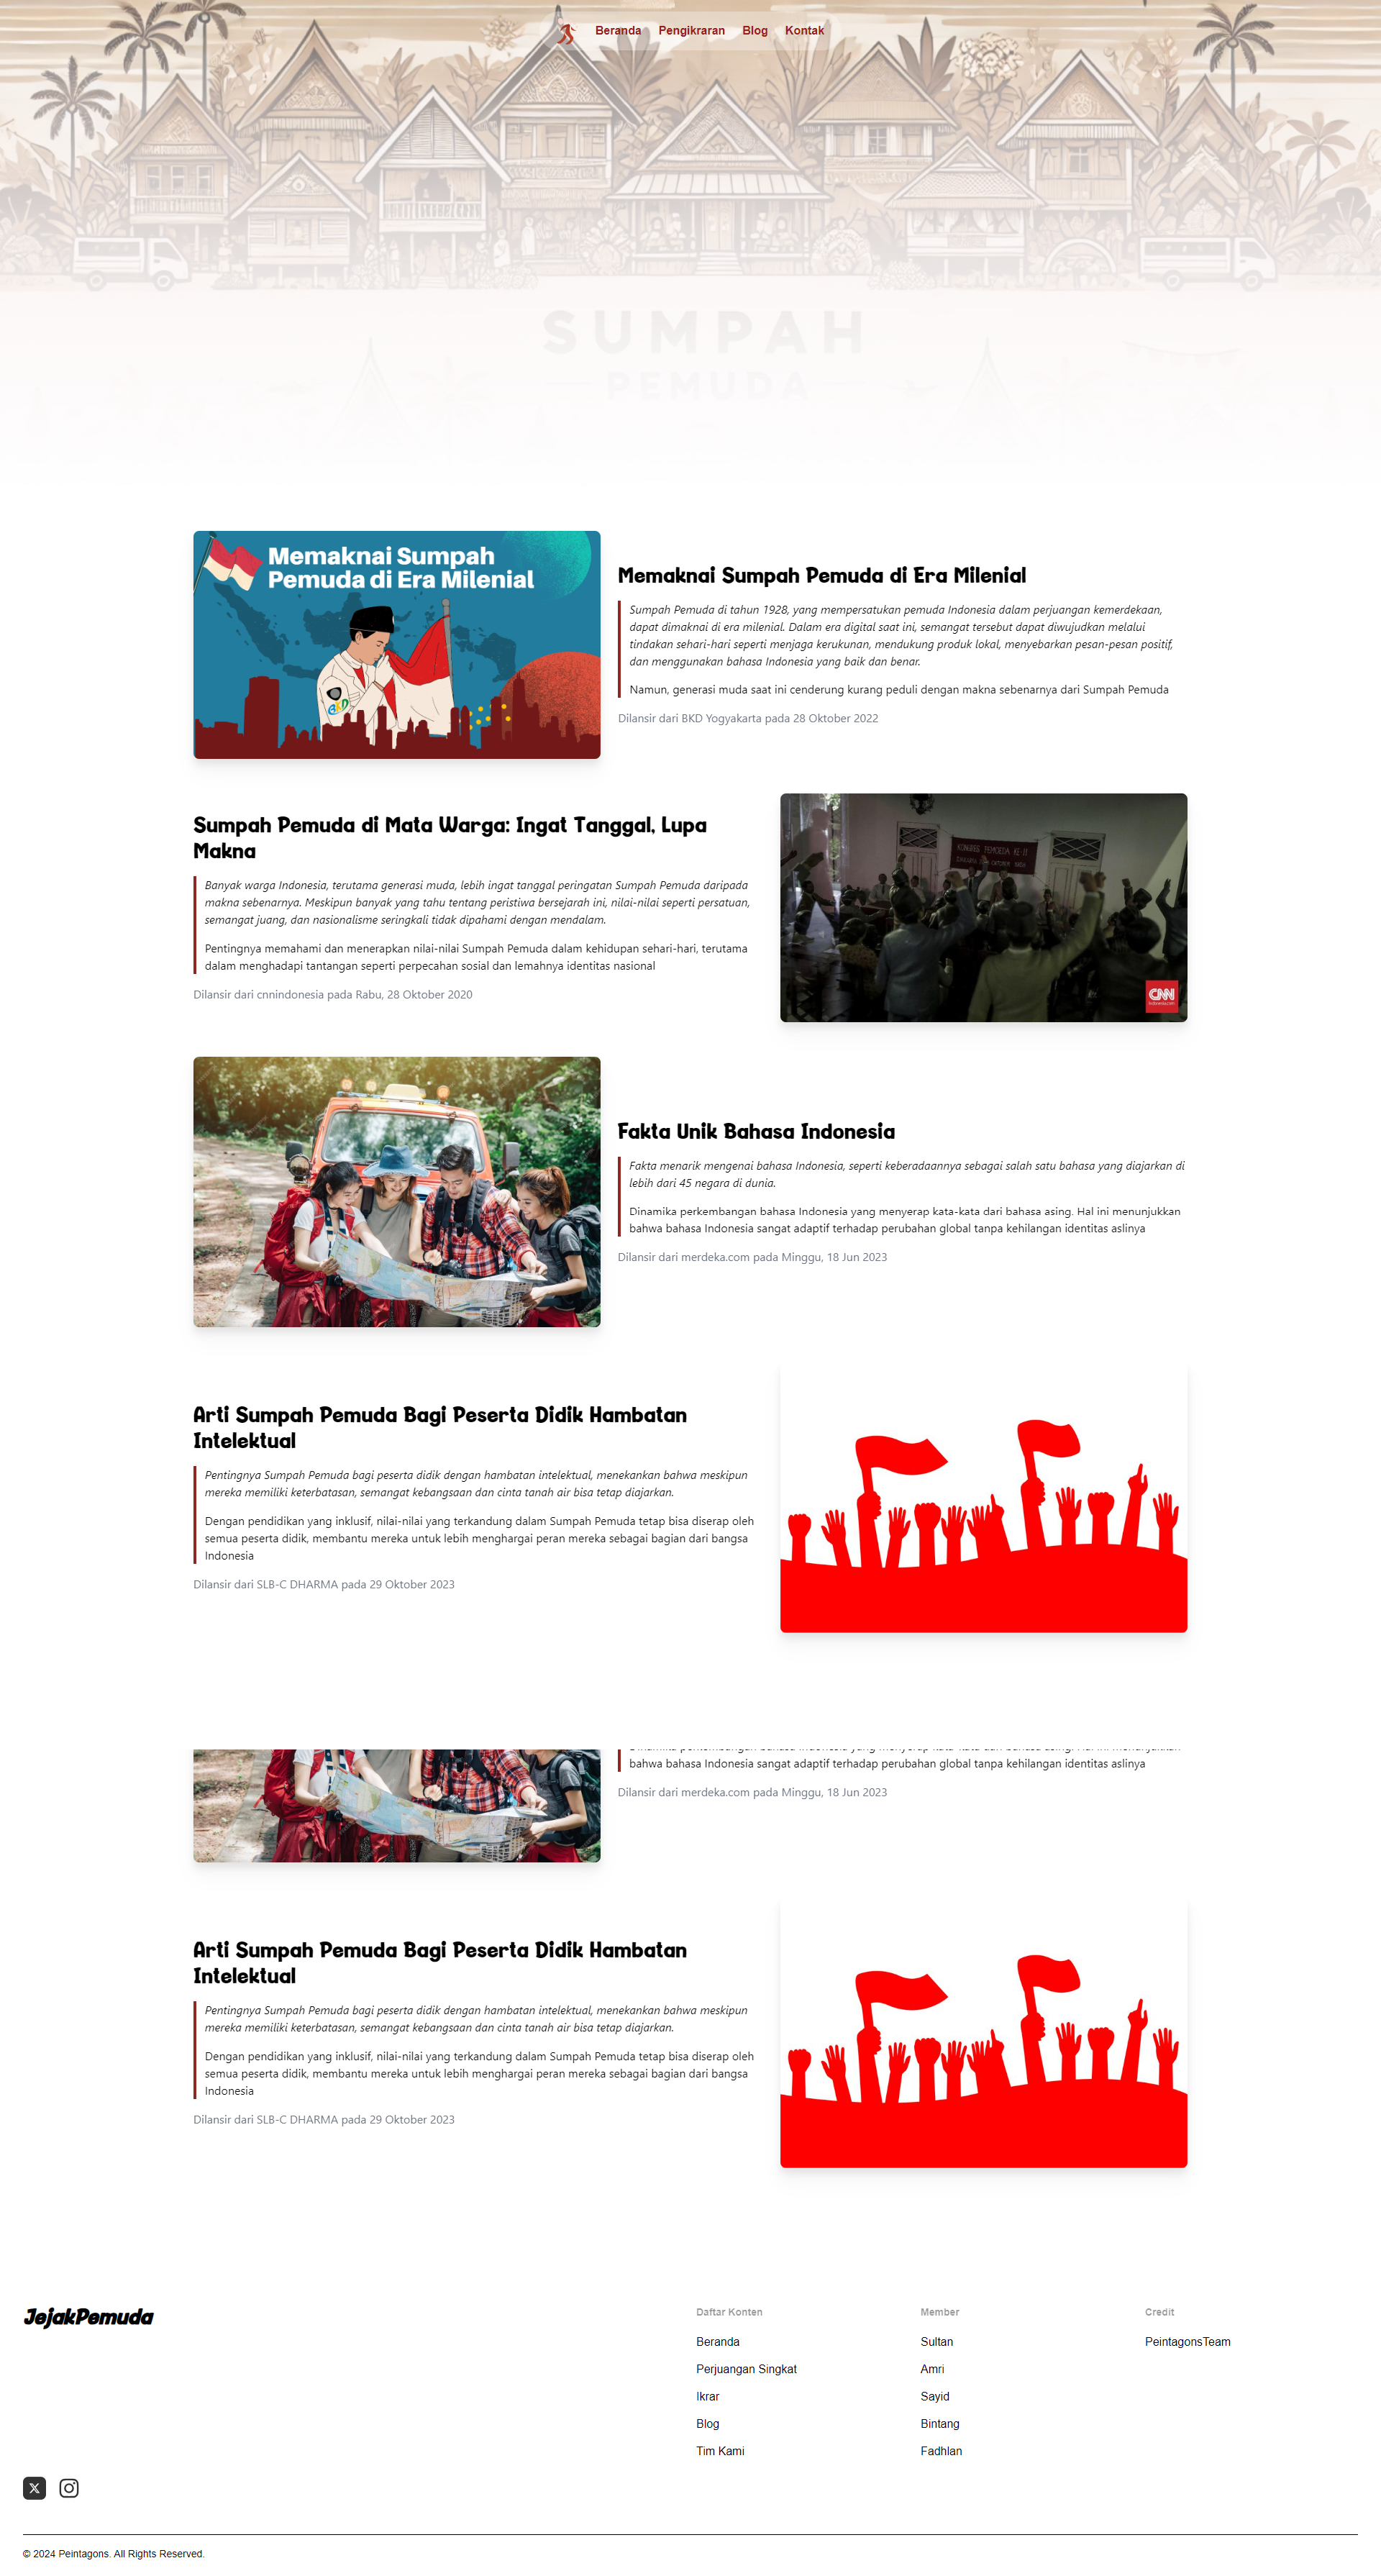 Beranda Pengikraran Blog Kontak
SUMPAH
PEMUDA
Memaknai Sumpah
Pemuda di Era Milenial
BKD
Memaknai Sumpah Pemuda di Era Milenial
Sumpah Pemuda di tahun 1928, yang mempersatukan pemuda Indonesia dalam perjuangan kemerdekaan,
dapat dimaknai di era milenial. Dalam era digital saat ini, semangat tersebut dapat diwujudkan melalui
tindakan sehari-hari seperti menjaga kerukunan, mendukung produk lokal, menyebarkan pesan-pesan positif,
dan menggunakan bahasa Indonesia yang baik dan benar.
Namun, generasi muda saat ini cenderung kurang peduli dengan makna sebenarnya dari Sumpah Pemuda
Dilansir dari BKD Yogyakarta pada 28 Oktober 2022
Sumpah Pemuda di Mata Warga: Ingat Tanggal, Lupa
Makna
Banyak warga Indonesia, terutama generasi muda, lebih ingat tanggal peringatan Sumpah Pemuda daripada
makna sebenarnya. Meskipun banyak yang tahu tentang peristiwa bersejarah ini, nilai-nilai seperti persatuan,
semangat juang, dan nasionalisme seringkali tidak dipahami dengan mendalam.
Pentingnya memahami dan menerapkan nilai-nilai Sumpah Pemuda dalam kehidupan sehari-hari, terutama
dalam menghadapi tantangan seperti perpecahan sosial dan lemahnya identitas nasional
Dilansir dari cnnindonesia pada Rabu, 28 Oktober 2020
KONGRES PEMOEDA KE-II
CNN
Indonesia.com
Fakta Unik Bahasa Indonesia
Fakta menarik mengenai bahasa Indonesia, seperti keberadaannya sebagai salah satu bahasa yang diajarkan di
lebih dari 45 negara di dunia.
Dinamika perkembangan bahasa Indonesia yang menyerap kata-kata dari bahasa asing. Hal ini menunjukkan
bahwa bahasa Indonesia sangat adaptif terhadap perubahan global tanpa kehilangan identitas aslinya
Dilansir dari merdeka.com pada Minggu, 18 Jun 2023
Arti Sumpah Pemuda Bagi Peserta Didik Hambatan
Intelektual
Pentingnya Sumpah Pemuda bagi peserta didik dengan hambatan intelektual, menekankan bahwa meskipun
mereka memiliki keterbatasan, semangat kebangsaan dan cinta tanah air bisa tetap diajarkan.
Dengan pendidikan yang inklusif, nilai-nilai yang terkandung dalam Sumpah Pemuda tetap bisa diserap oleh
semua peserta didik, membantu mereka untuk lebih menghargai peran mereka sebagai bagian dari bangsa
Indonesia
Dilansir dari SLB-C DHARMA pada 29 Oktober 2023
bahwa bahasa Indonesia sangat adaptif terhadap perubahan global tanpa kehilangan identitas aslinya
Dilansir dari merdeka.com pada Minggu, 18 Jun 2023
Arti Sumpah Pemuda Bagi Peserta Didik Hambatan
Intelektual
Pentingnya Sumpah Pemuda bagi peserta didik dengan hambatan intelektual, menekankan bahwa meskipun
mereka memiliki keterbatasan, semangat kebangsaan dan cinta tanah air bisa tetap diajarkan.
Dengan pendidikan yang inklusif, nilai-nilai yang terkandung dalam Sumpah Pemuda tetap bisa diserap oleh
semua peserta didik, membantu mereka untuk lebih menghargai peran mereka sebagai bagian dari bangsa
Indonesia
Dilansir dari SLB-C DHARMA pada 29 Oktober 2023
JejakPemuda
Daftar Konten
Beranda
Perjuangan Singkat
Ikrar
Blog
Tim Kami
Member
Sultan
Amri
Sayid
Bintang
Fadhlan
Credit
PeintagonsTeam
© 2024 Peintagons. All Rights Reserved.